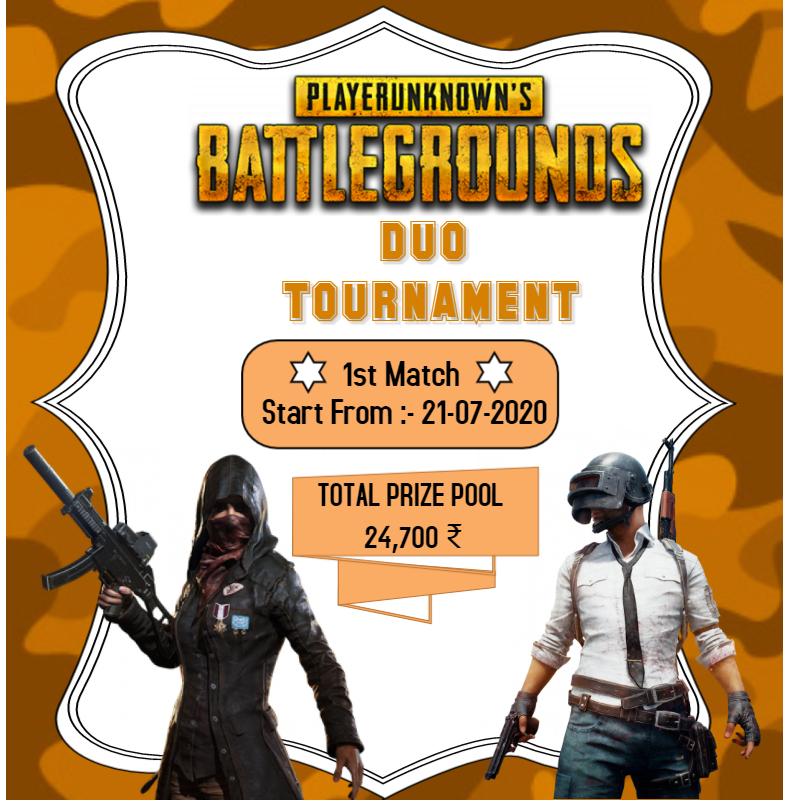 PLAYERUNKNOWN'S
BATTLEGROUNDS
DUO
TOURNAMENT
1st Match
Start From :- 21-07-2020
TOTAL PRIZE POOL
24,700 ₹